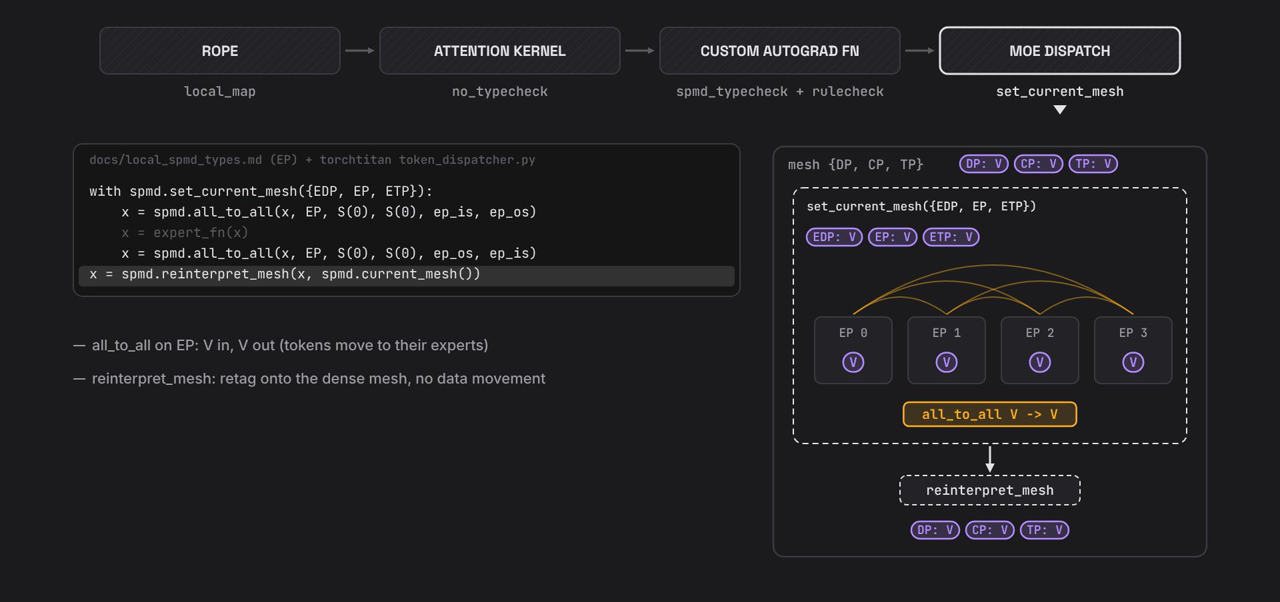 ROPE
ATTENTION KERNEL
CUSTOM AUTOGRAD FN
MOE DISPATCH
local_map
no_typecheck
spmd_typecheck + rulecheck
set_current_mesh
docs/local_spmd_types.md (EP) + torchtitan token_dispatcher.py
with spmd.set_current_mesh({EDP, EP, ETP}):
    x = spmd.all_to_all(x, EP, S(0), S(0), ep_is, ep_os)
    x = expert_fn(x)
    x = spmd.all_to_all(x, EP, S(0), S(0), ep_os, ep_is)
x = spmd.reinterpret_mesh(x, spmd.current_mesh())
— all_to_all on EP: V in, V out (tokens move to their experts)
— reinterpret_mesh: retag onto the dense mesh, no data movement
mesh {DP, CP, TP} DP: V CP: V TP: V
set_current_mesh({EDP, EP, ETP})
EDP: V EP: V ETP: V
EP 0 EP 1 EP 2 EP 3
V V V V
all_to_all V -> V
reinterpret_mesh
DP: V CP: V TP: V